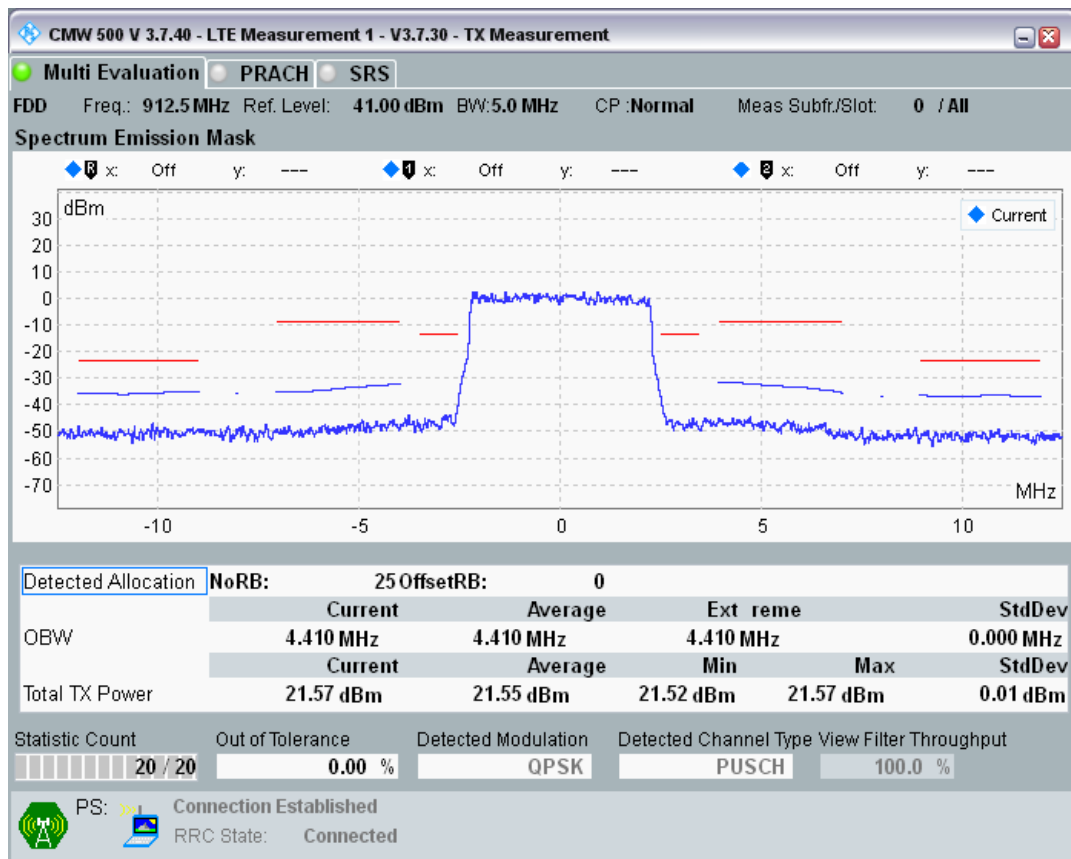 CMW 500 V 3.7.40 - LTE Measurement 1 - V3.7.30 - TX Measurement
Multi Evaluation PRACH SRS
FDD Freq.: 912.5 MHz Ref. Level: 41.00 dBm BW:5.0 MHz CP :Normal Meas Subfr./Slot: 0 / All
Spectrum Emission Mask
R x: Off y: --- 1 x: Off y: --- 2 x: Off y: ---
dBm
Current
30
20
10
0
-10
-20
-30
-40
-50
-60
-70
MHz
-10 -5 0 5 10
Detected Allocation NoRB: 25 OffsetRB: 0
Current Average Ext reme StdDev
OBW 4.410 MHz 4.410 MHz 4.410 MHz 0.000 MHz
Current Average Min Max StdDev
Total TX Power 21.57 dBm 21.55 dBm 21.52 dBm 21.57 dBm 0.01 dBm
Statistic Count Out of Tolerance Detected Modulation Detected Channel Type View Filter Throughput
20 / 20 0.00 % QPSK PUSCH 100.0 %
PS: Connection Established
RRC State: Connected